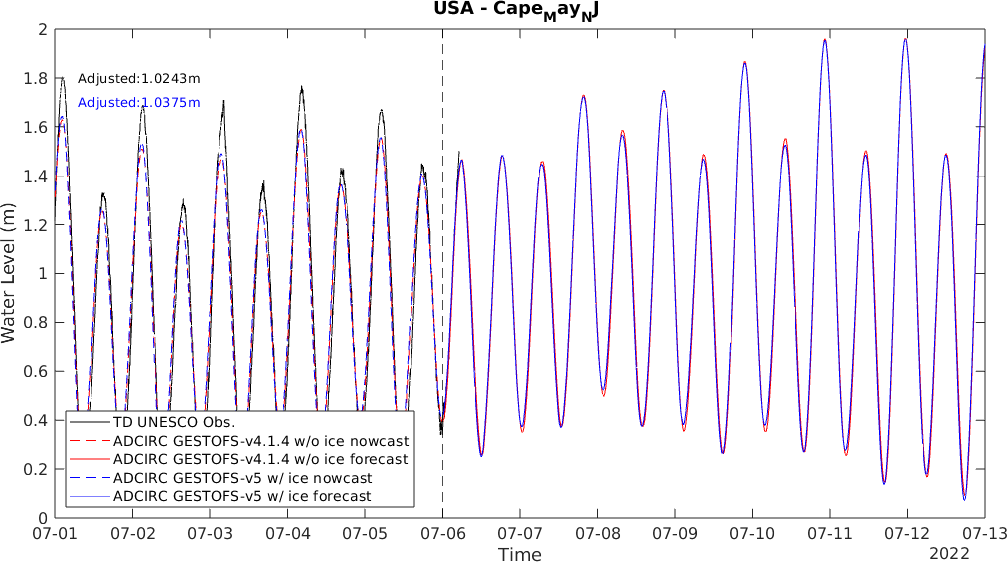 USA - Cape_May_NJ
2
1.8
1.6
1.4
1.2
1
0.8
0.6
0.4
0.2
0
Water Level (m)
Adjusted:1.0243m
Adjusted:1.0375m
TD UNESCO Obs.
ADCIRC GESTOFS-v4.1.4 w/o ice nowcast
ADCIRC GESTOFS-v4.1.4 w/o ice forecast
ADCIRC GESTOFS-v5 w/ ice nowcast
ADCIRC GESTOFS-v5 w/ ice forecast
07-01 07-02 07-03 07-04 07-05 07-06 07-07 07-08 07-09 07-10 07-11 07-12 07-13
Time
2022